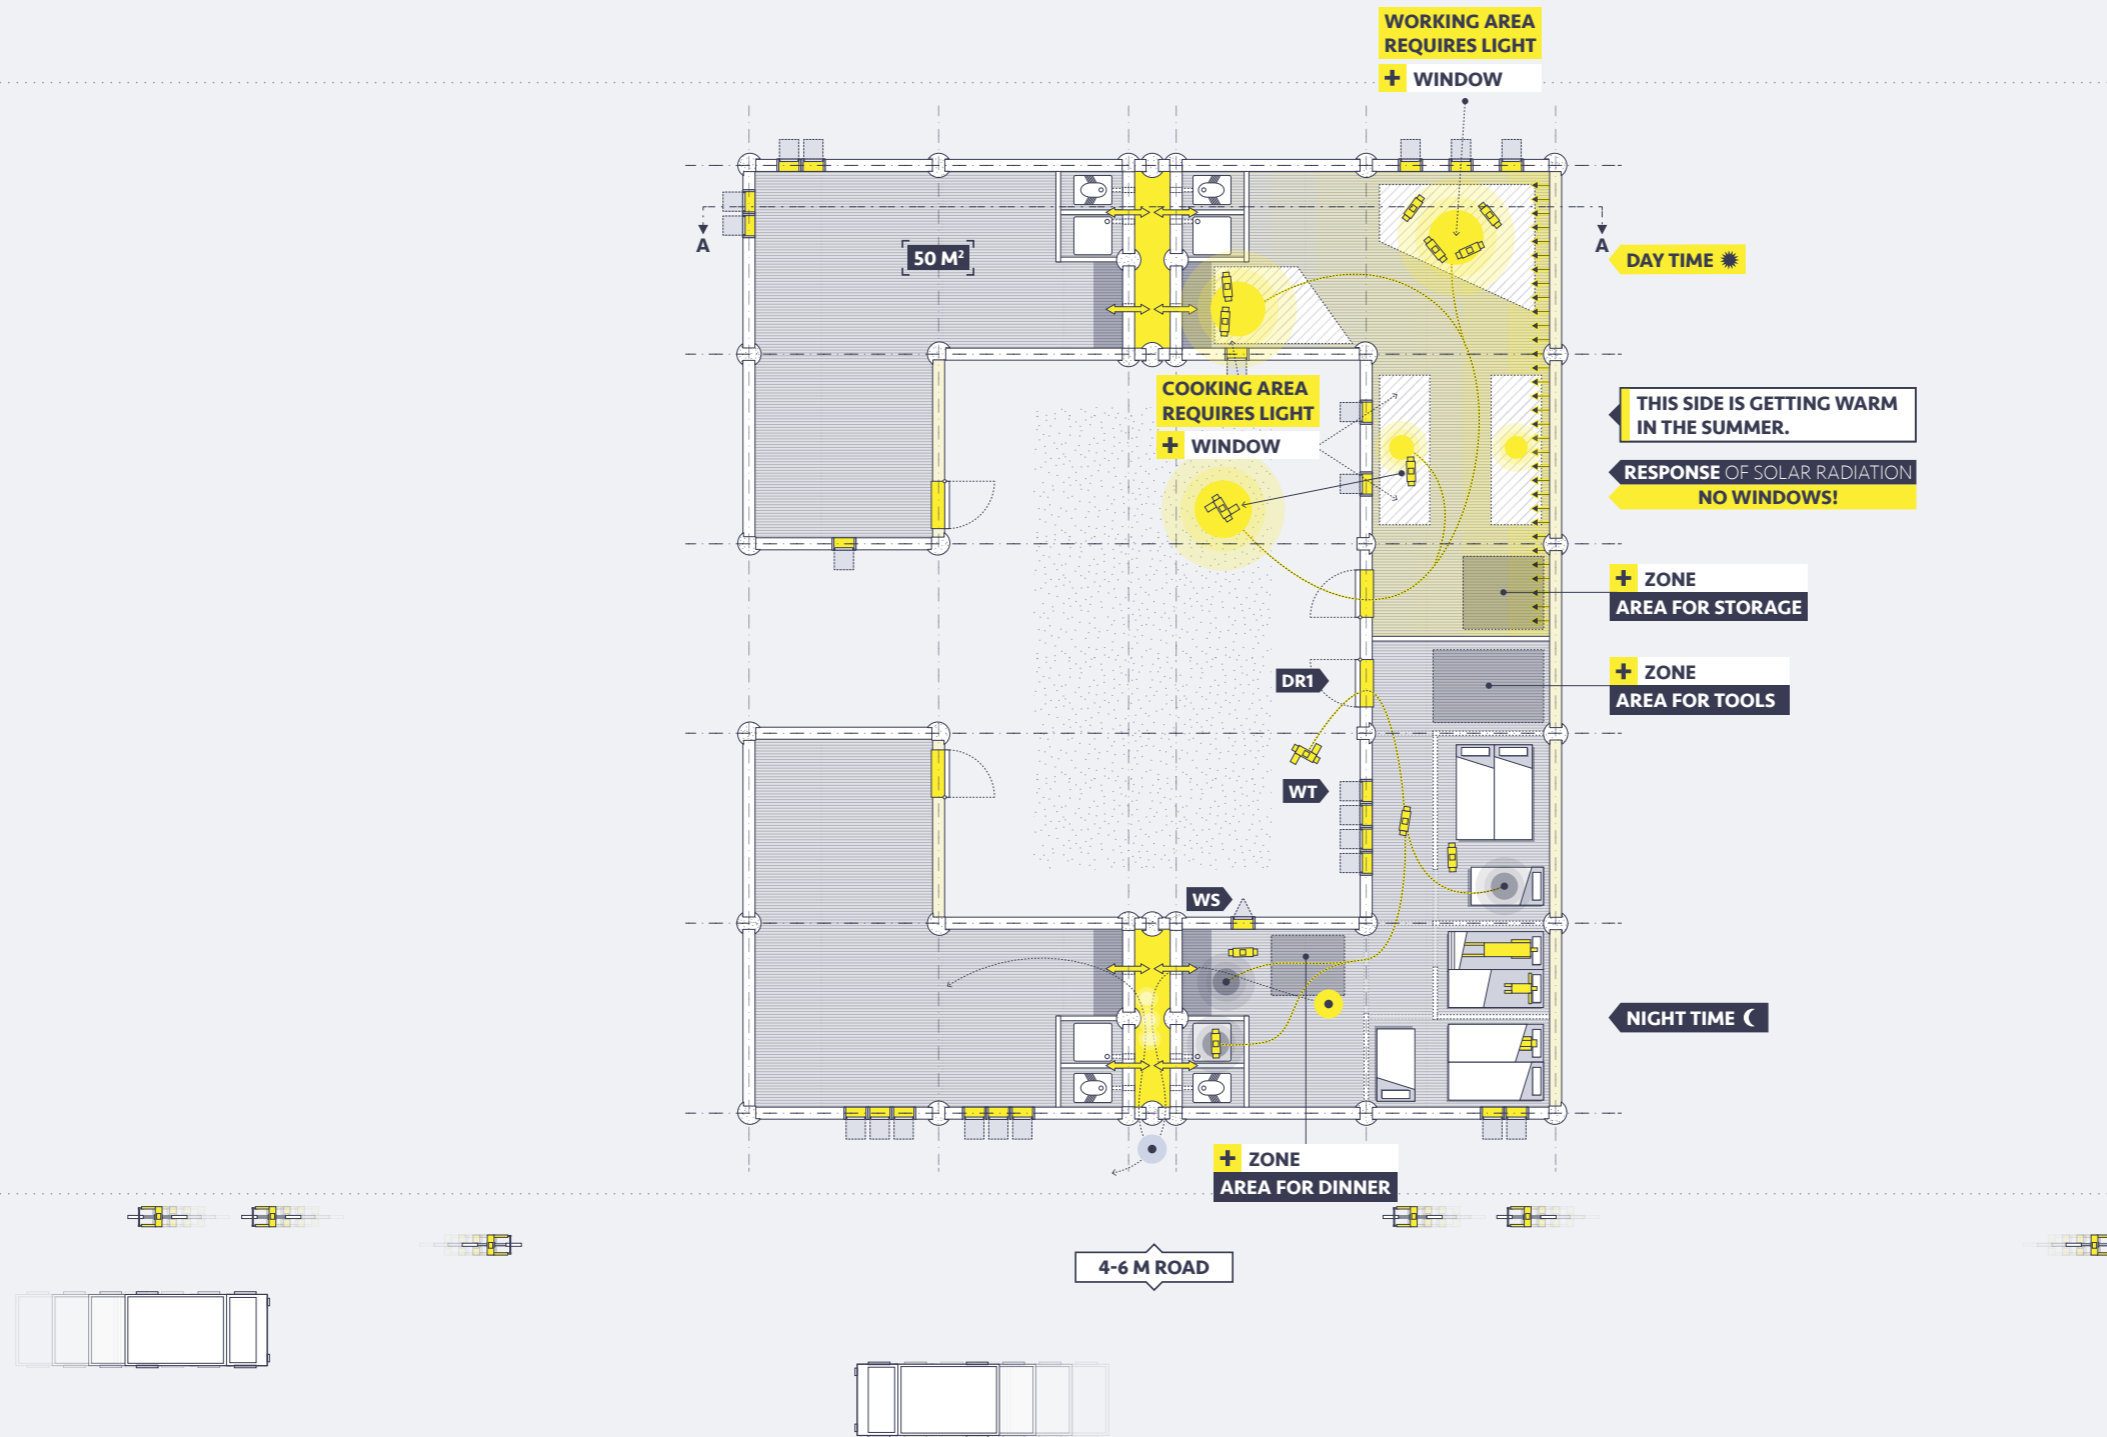 WORKING AREA
REQUIRES LIGHT
+ WINDOW
A
A
50 M²
DAY TIME
COOKING AREA
REQUIRES LIGHT
+ WINDOW
THIS SIDE IS GETTING WARM
IN THE SUMMER.
RESPONSE OF SOLAR RADIATION
NO WINDOWS!
+ ZONE
AREA FOR STORAGE
+ ZONE
AREA FOR TOOLS
DR1
WT
WS
NIGHT TIME
+ ZONE
AREA FOR DINNER
4-6 M ROAD